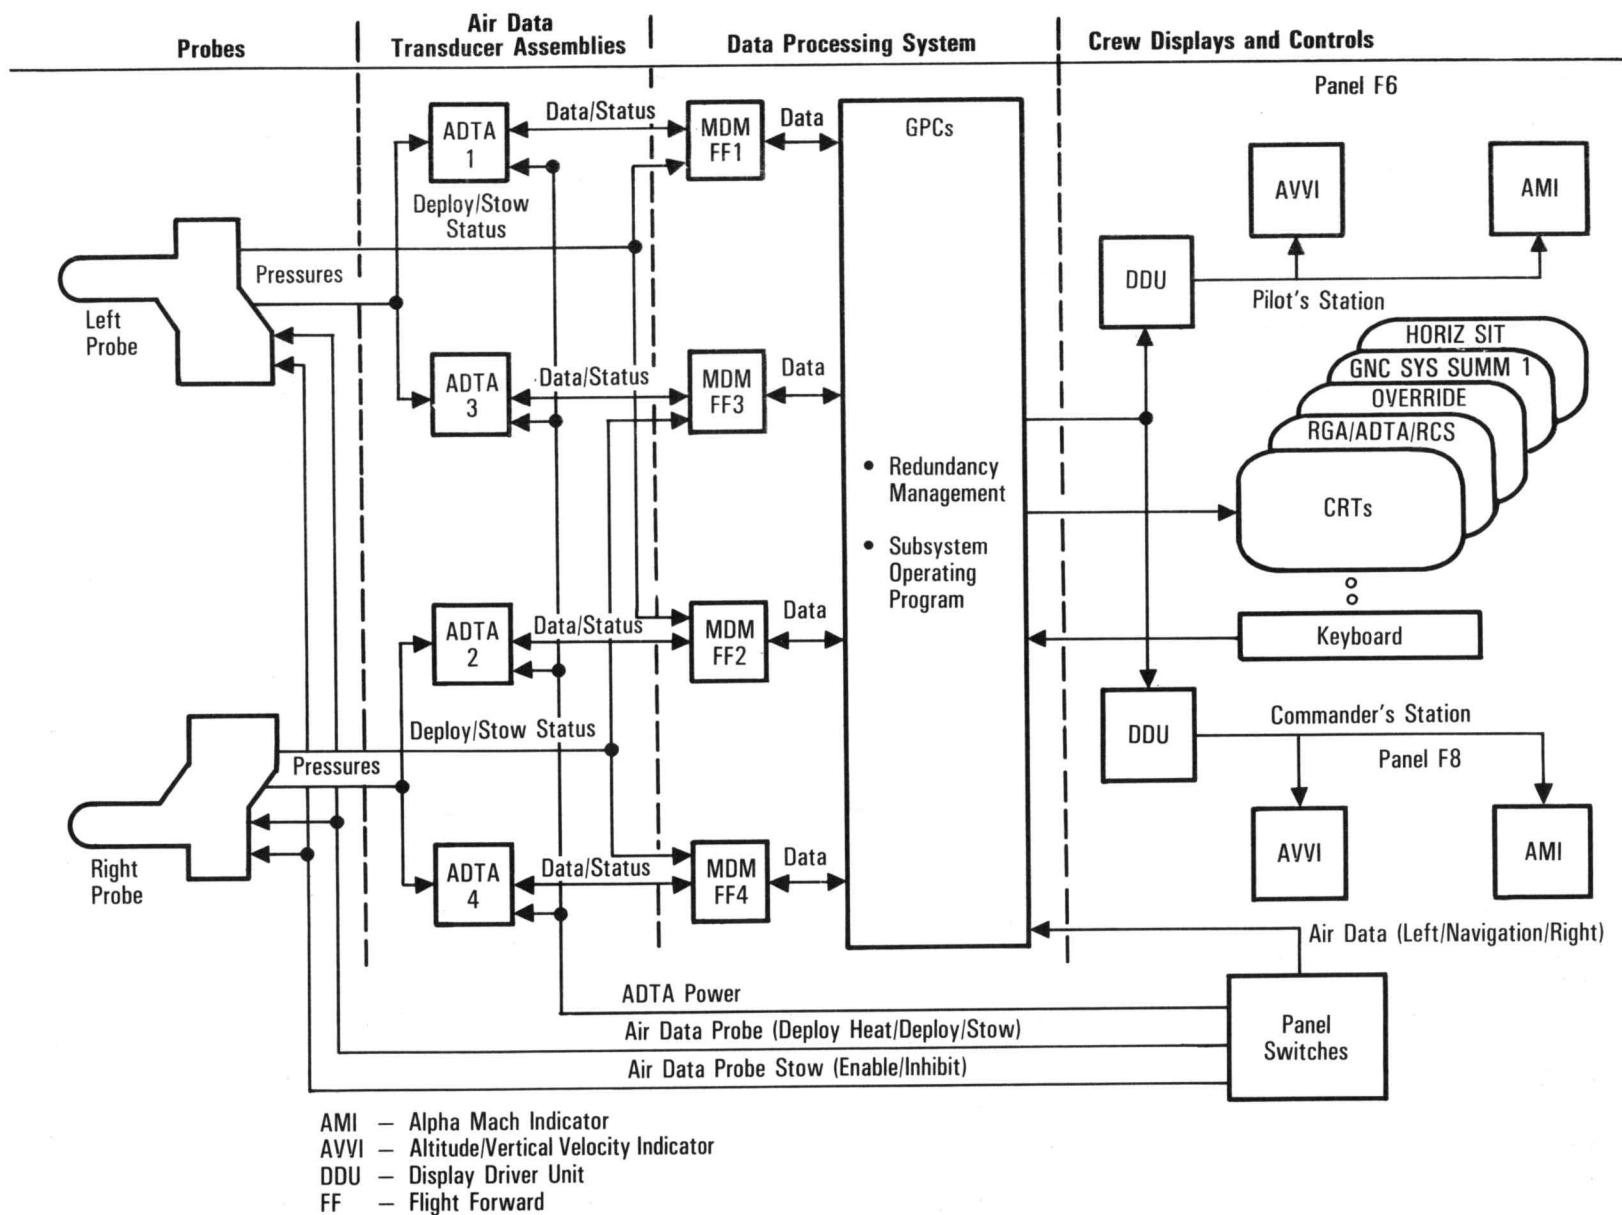 Probes
Air Data
Transducer Assemblies
Data Processing System
Crew Displays and Controls
Panel F6
ADTA
1
Data/Status
MDM
FF1
Data
GPCs
AVVI
AMI
Deploy/Stow
Status
Pressures
Left
Probe
DDU
Pilot's Station
ADTA
3
Data/Status
MDM
FF3
Data
HORIZ SIT
GNC SYS SUMM 1
OVERRIDE
RGA/ADTA/RCS
CRTs
• Redundancy
Management
• Subsystem
Operating
Program
ADTA
2
Data/Status
MDM
FF2
Data
Keyboard
Deploy/Stow Status
Pressures
Right
Probe
DDU
Commander's Station
Panel F8
ADTA
4
Data/Status
MDM
FF4
Data
AVVI
AMI
Air Data (Left/Navigation/Right)
ADTA Power
Air Data Probe (Deploy Heat/Deploy/Stow)
Air Data Probe Stow (Enable/Inhibit)
Panel
Switches
AMI — Alpha Mach Indicator
AVVI — Altitude/Vertical Velocity Indicator
DDU — Display Driver Unit
FF — Flight Forward